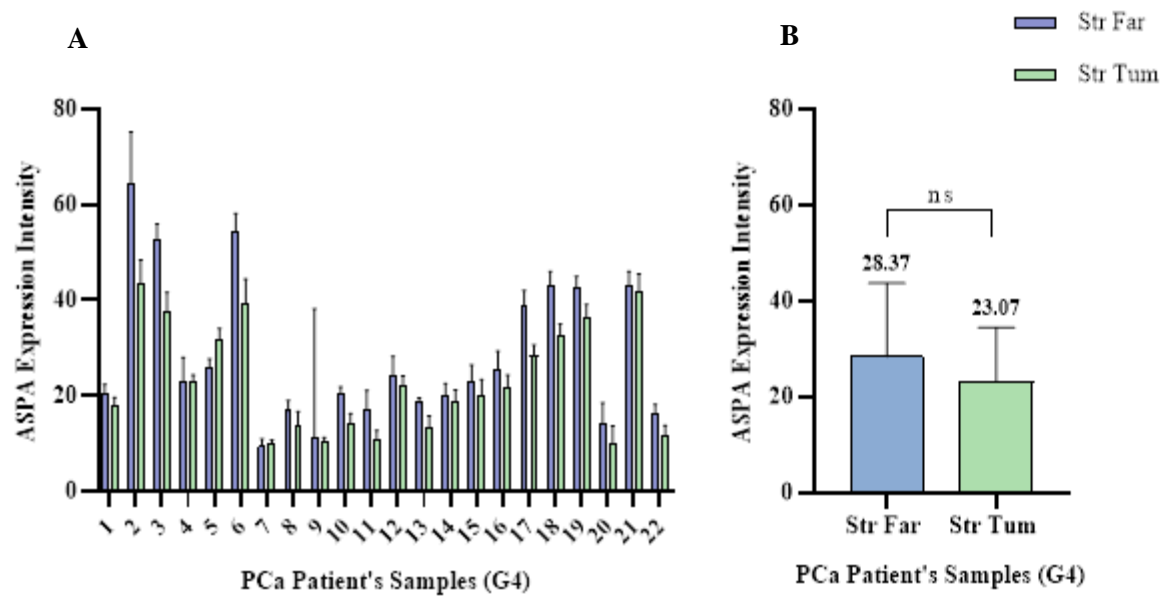 A
B
Str Far
Str Tum
ASPA Expression Intensity
80
60
40
20
0
1 2 3 4 5 6 7 8 9 10 11 12 13 14 15 16 17 18 19 20 21 22
PCa Patient's Samples (G4)
ASPA Expression Intensity
80
60
40
20
0
ns
28.37
23.07
Str Far Str Tum
PCa Patient's Samples (G4)